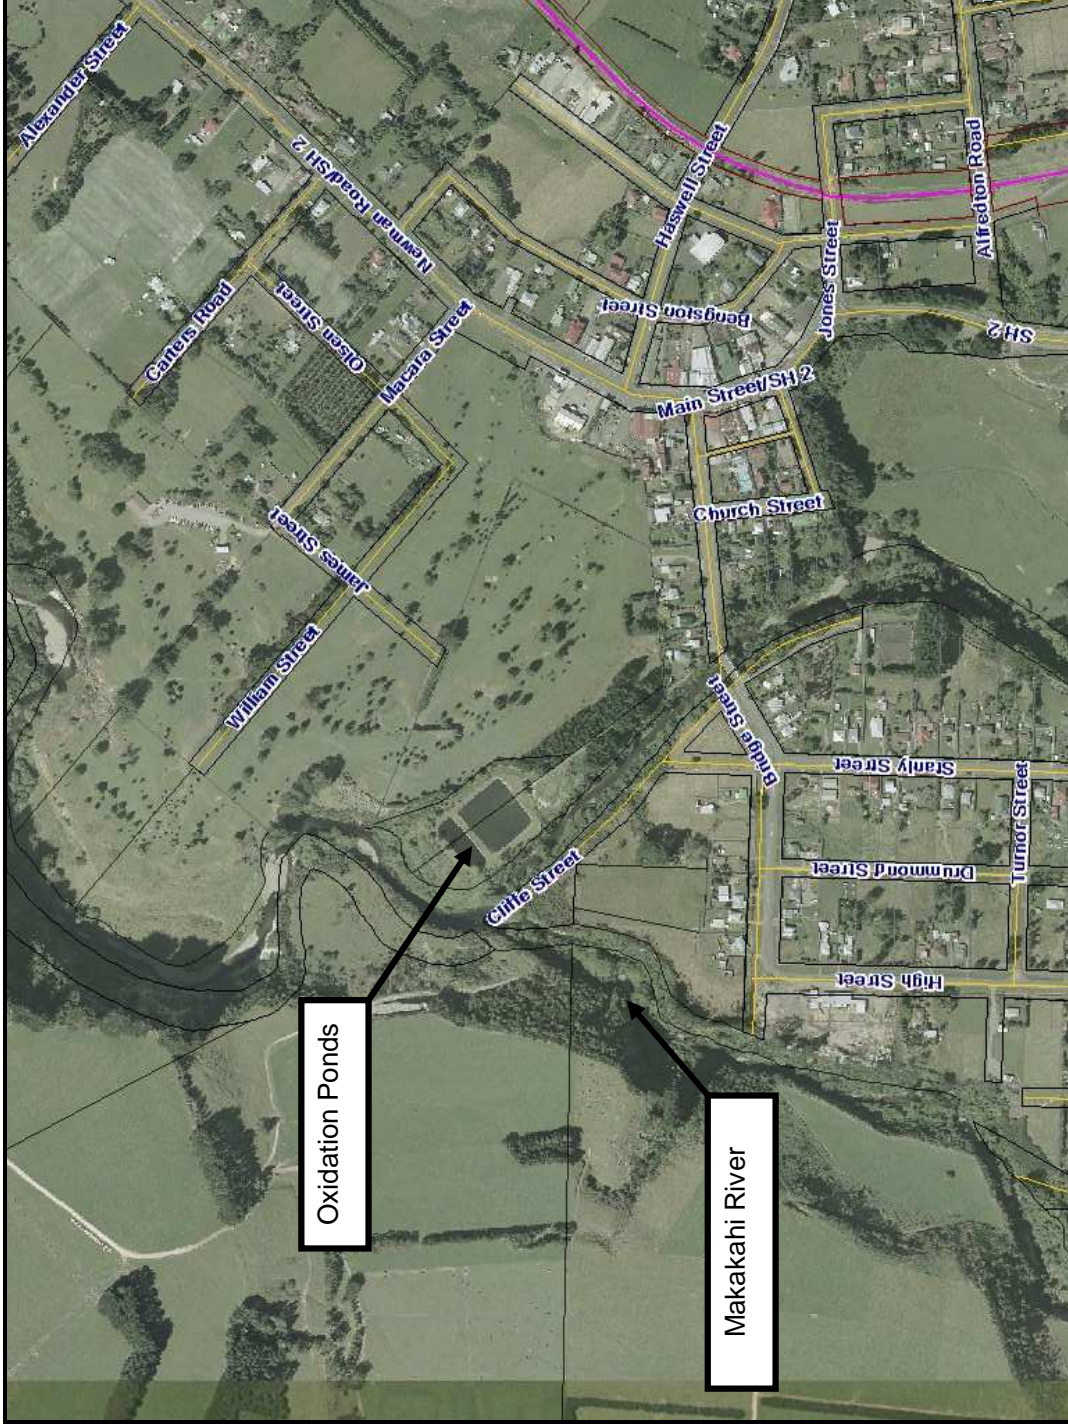 Alexander Street
Newman Road/SH 2
Carters Road
Olsen Street
Macara Street
Haswell Street
Bengston Street
Jones Street
Alfredton Road
SH 2
Main Street/SH 2
Church Street
James Street
William Street
Bridge Street
Stanly Street
Cliffe Street
Drummond Street
Turnor Street
High Street
Oxidation Ponds
Makakahi River